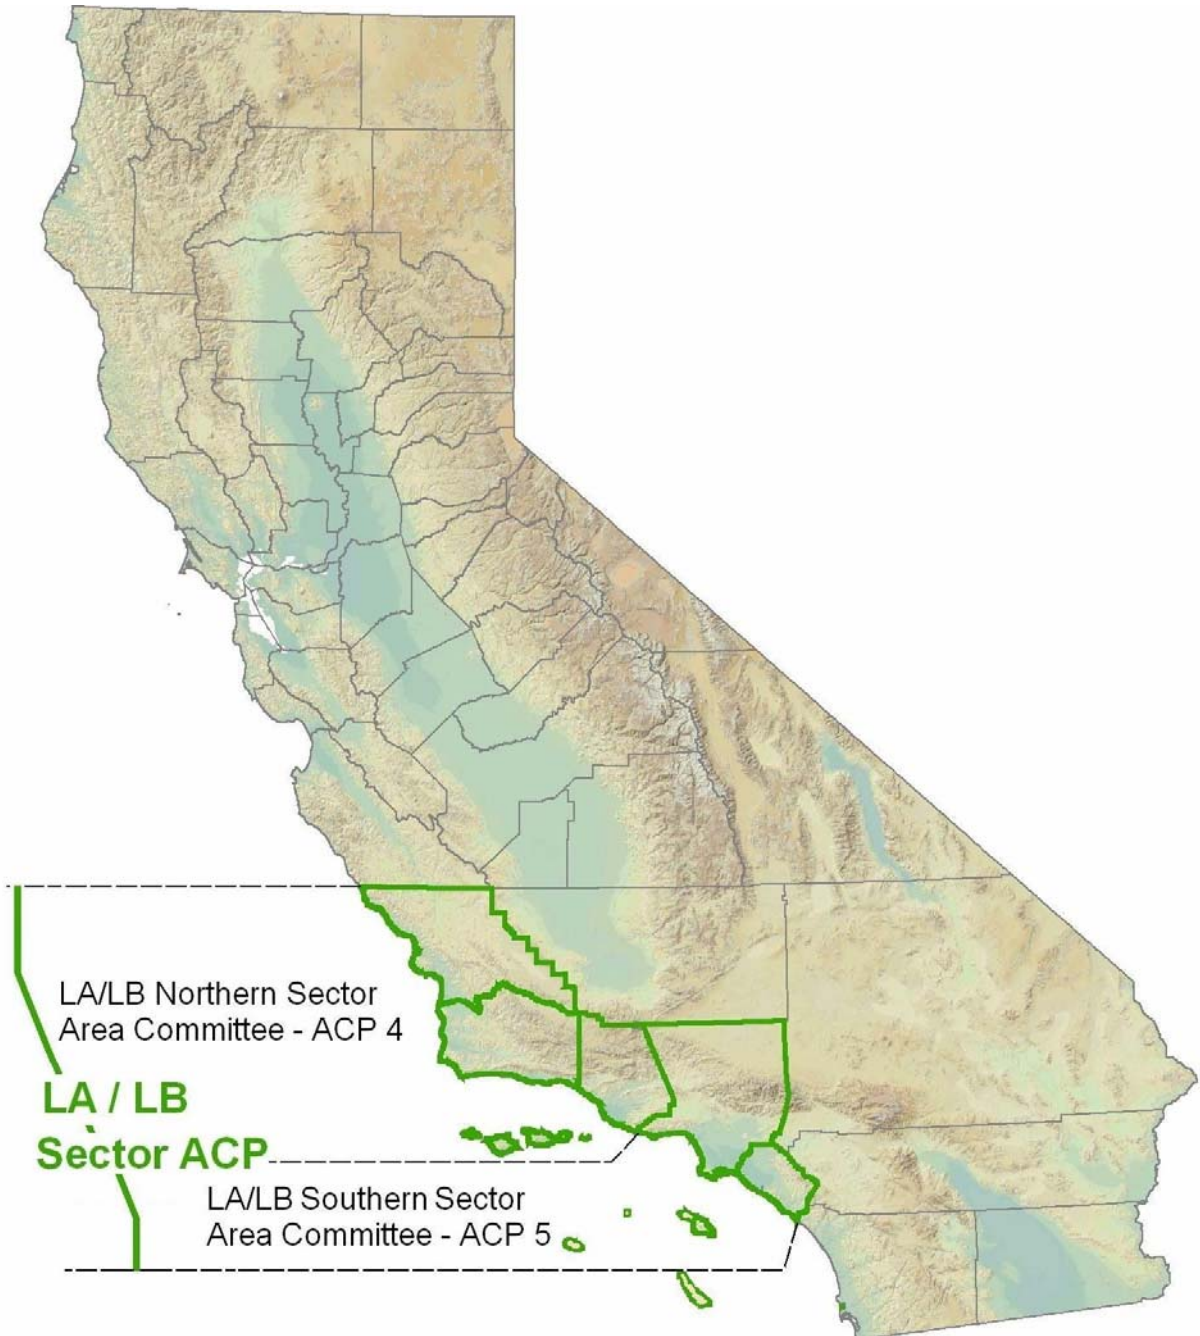 LA/LB Northern Sector
Area Committee - ACP 4
LA / LB
Sector ACP
LA/LB Southern Sector
Area Committee - ACP 5